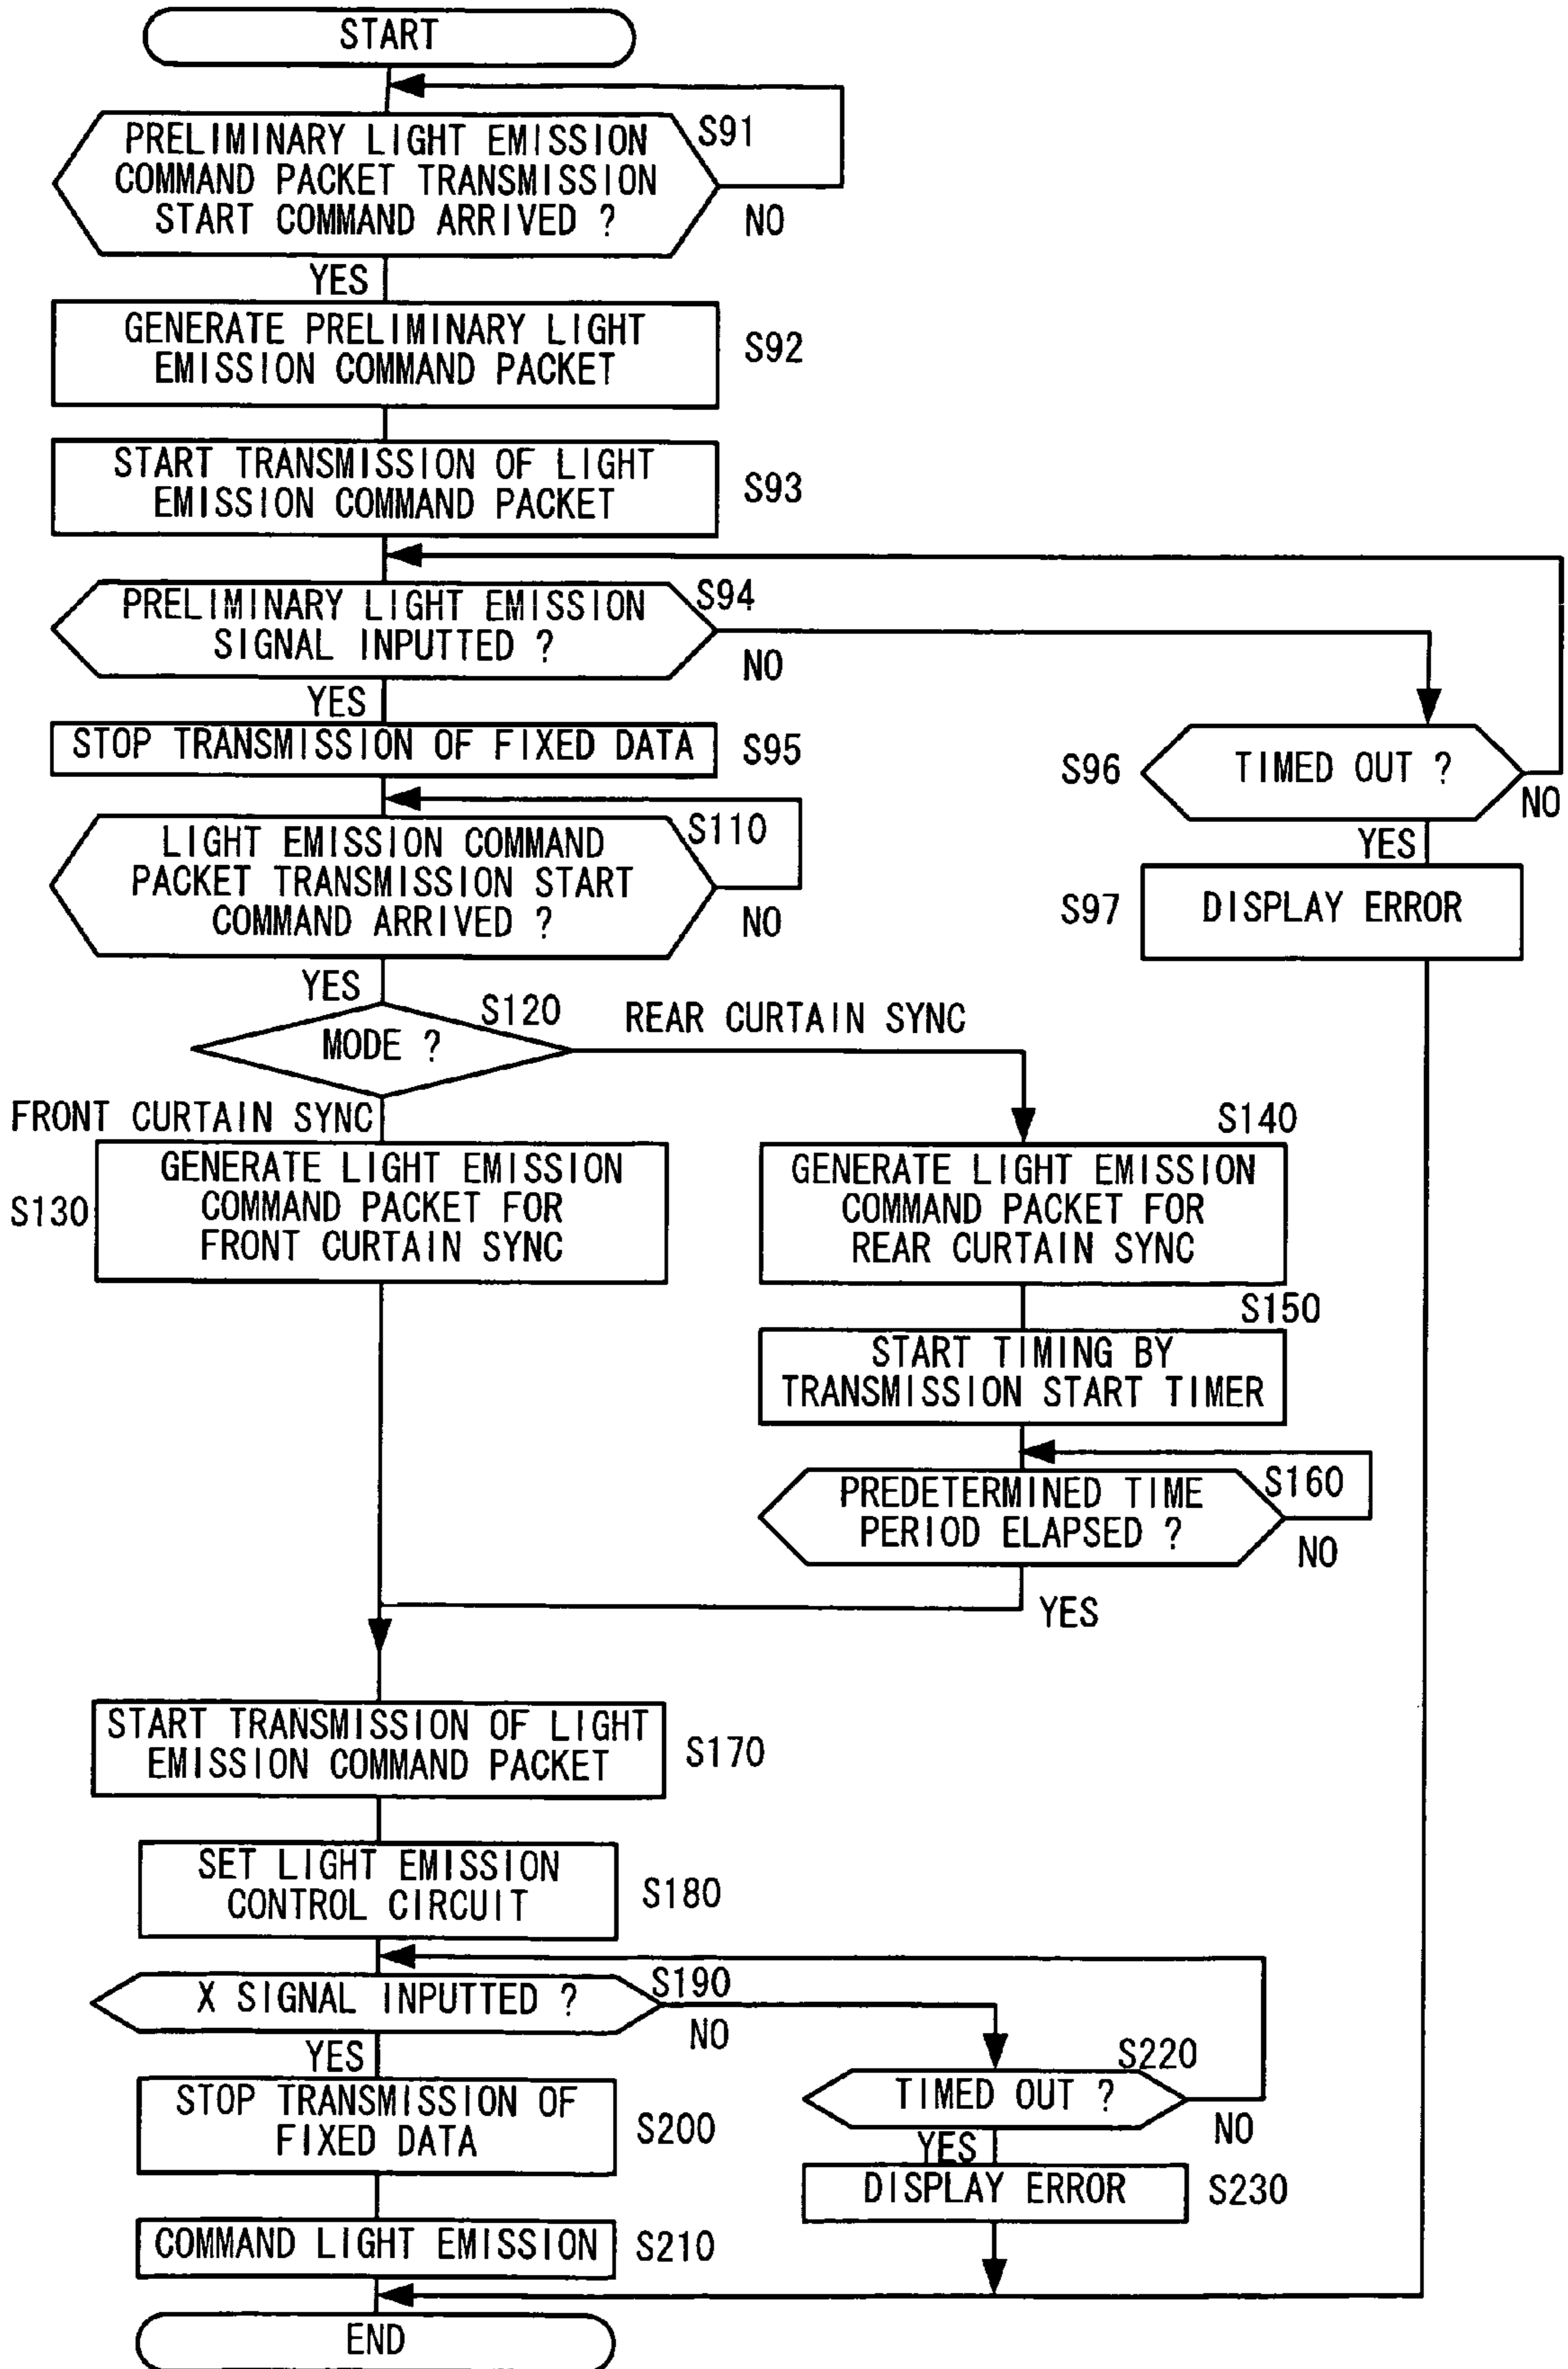 START
PRELIMINARY LIGHT EMISSION
COMMAND PACKET TRANSMISSION
START COMMAND ARRIVED ?
S91
NO
YES
GENERATE PRELIMINARY LIGHT
EMISSION COMMAND PACKET
S92
START TRANSMISSION OF LIGHT
EMISSION COMMAND PACKET
S93
PRELIMINARY LIGHT EMISSION
SIGNAL INPUTTED ?
S94
NO
YES
STOP TRANSMISSION OF FIXED DATA
S95
S96
TIMED OUT ?
NO
YES
S97
DISPLAY ERROR
LIGHT EMISSION COMMAND
PACKET TRANSMISSION START
COMMAND ARRIVED ?
S110
NO
YES
MODE ?
S120
REAR CURTAIN SYNC
FRONT CURTAIN SYNC
S130
GENERATE LIGHT EMISSION
COMMAND PACKET FOR
FRONT CURTAIN SYNC
S140
GENERATE LIGHT EMISSION
COMMAND PACKET FOR
REAR CURTAIN SYNC
S150
START TIMING BY
TRANSMISSION START TIMER
PREDETERMINED TIME
PERIOD ELAPSED ?
S160
NO
YES
START TRANSMISSION OF LIGHT
EMISSION COMMAND PACKET
S170
SET LIGHT EMISSION
CONTROL CIRCUIT
S180
X SIGNAL INPUTTED ?
S190
NO
YES
STOP TRANSMISSION OF
FIXED DATA
S200
S220
TIMED OUT ?
NO
YES
DISPLAY ERROR
S230
COMMAND LIGHT EMISSION
S210
END